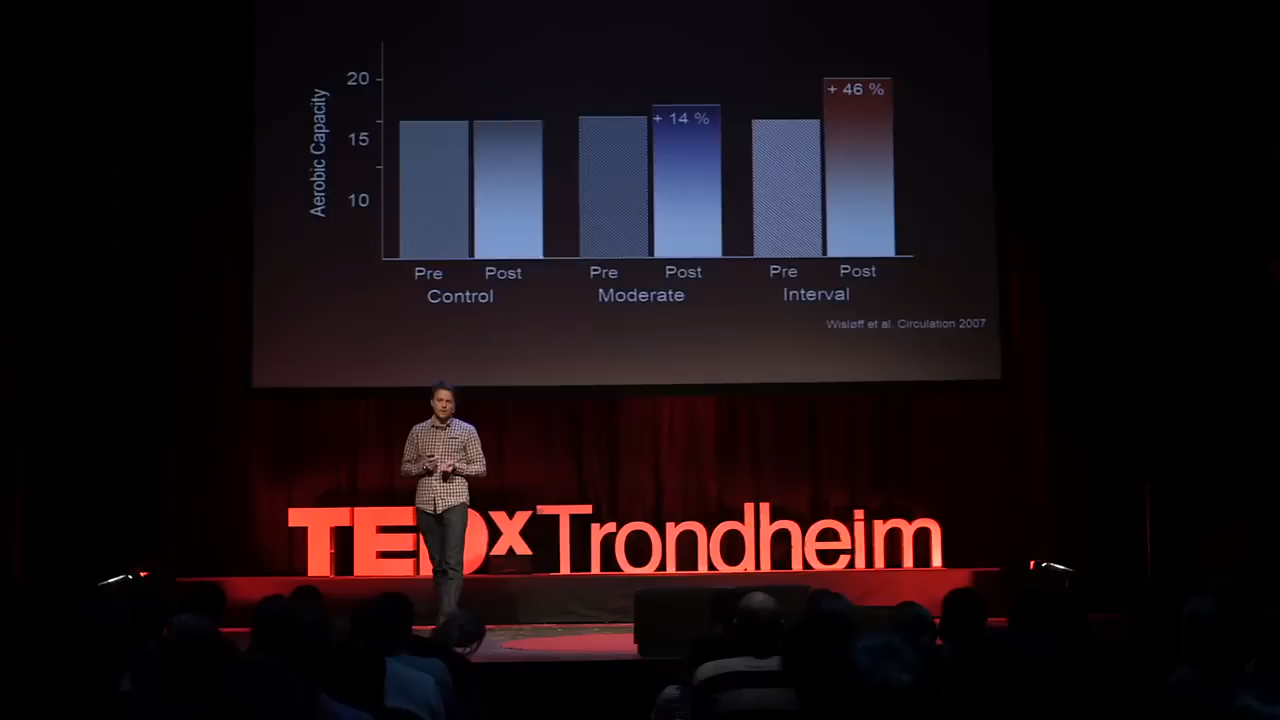 20
15
10
Aerobic Capacity
+ 14 %
+ 46 %
Pre Post Pre Post Pre Post
Control Moderate Interval
Wisløff et al. Circulation 2007
TEDxTrondheim